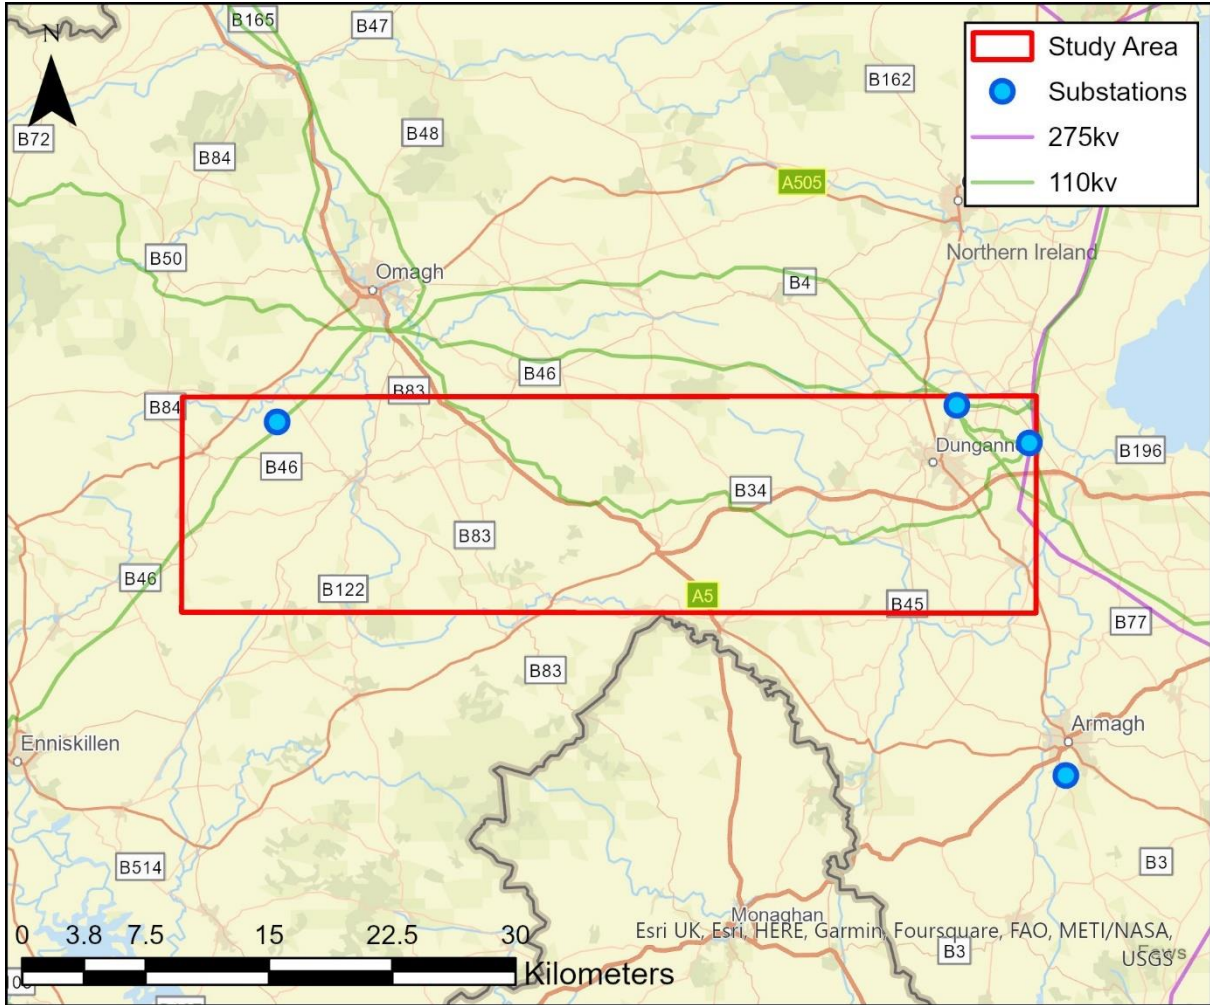 B165
B47
N
B72
B48
B84
B162
Study Area
Substations
275kv
110kv
A505
Northern Ireland
B50
Omagh
B4
B46
B83
B84
B46
Dungann
B196
B34
B83
B46
B122
A5
B45
B77
B83
Armagh
Enniskillen
B514
B3
Monaghan
0 3.8 7.5 15 22.5 30
Kilometers
Esri UK, Esri, HERE, Garmin, Foursquare, FAO, METI/NASA,
USGS
B3
Fews